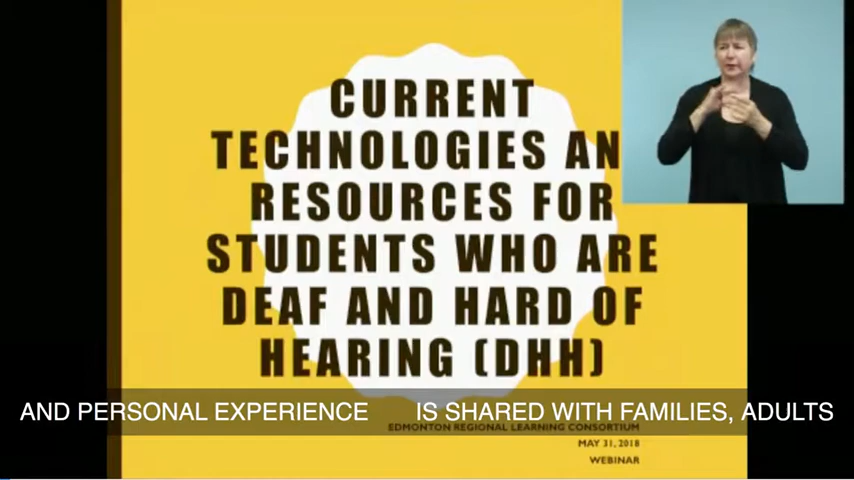 CURRENT
TECHNOLOGIES AN
RESOURCES FOR
STUDENTS WHO ARE
DEAF AND HARD OF
HEARING (DHH)
AND PERSONAL EXPERIENCE IS SHARED WITH FAMILIES, ADULTS
EDMONTON REGIONAL LEARNING CONSORTIUM
MAY 31, 2018
WEBINAR